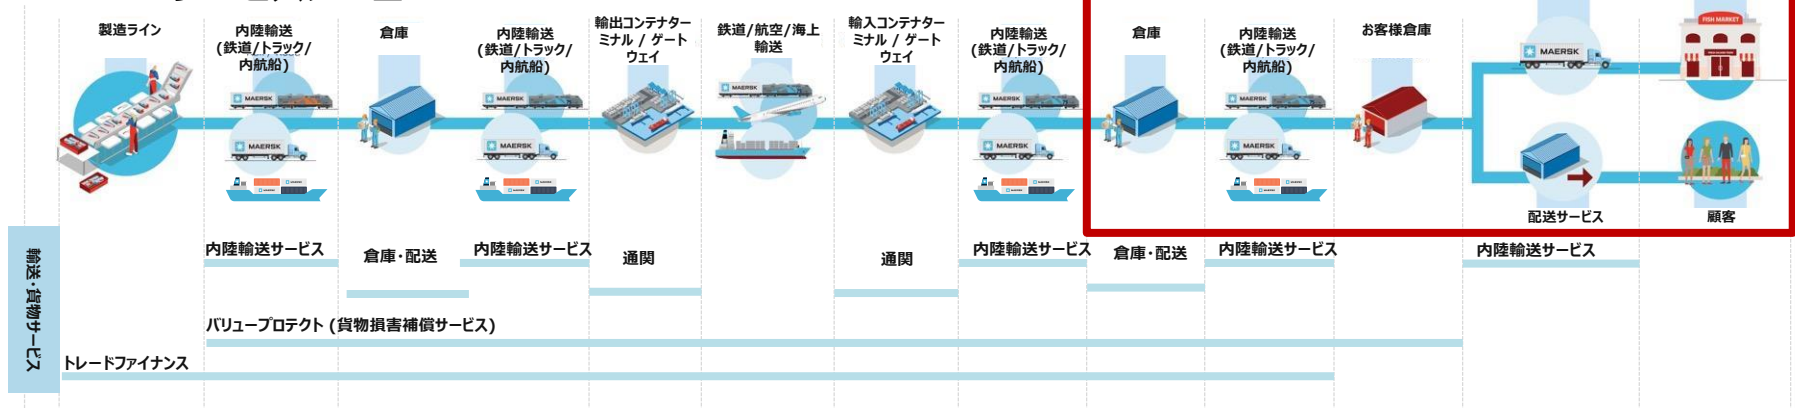 製造ライン
内陸輸送
(鉄道/トラック/
内航船)
倉庫
内陸輸送
(鉄道/トラック/
内航船)
輸出コンテナター
ミナル / ゲート
ウェイ
鉄道/航空/海上
輸送
輸入コンテナター
ミナル / ゲート
ウェイ
内陸輸送
(鉄道/トラック/
内航船)
倉庫
内陸輸送
(鉄道/トラック/
内航船)
お客様倉庫
FISH MARKET
MAERSK
MAERSK
MAERSK
MAERSK
MAERSK
MAERSK
MAERSK
MAERSK
MAERSK
MAERSK
配送サービス
顧客
輸送・貨物サービス
内陸輸送サービス
倉庫・配送
内陸輸送サービス
通関
通関
内陸輸送サービス
倉庫・配送
内陸輸送サービス
内陸輸送サービス
バリュープロテクト (貨物損害補償サービス)
トレードファイナンス